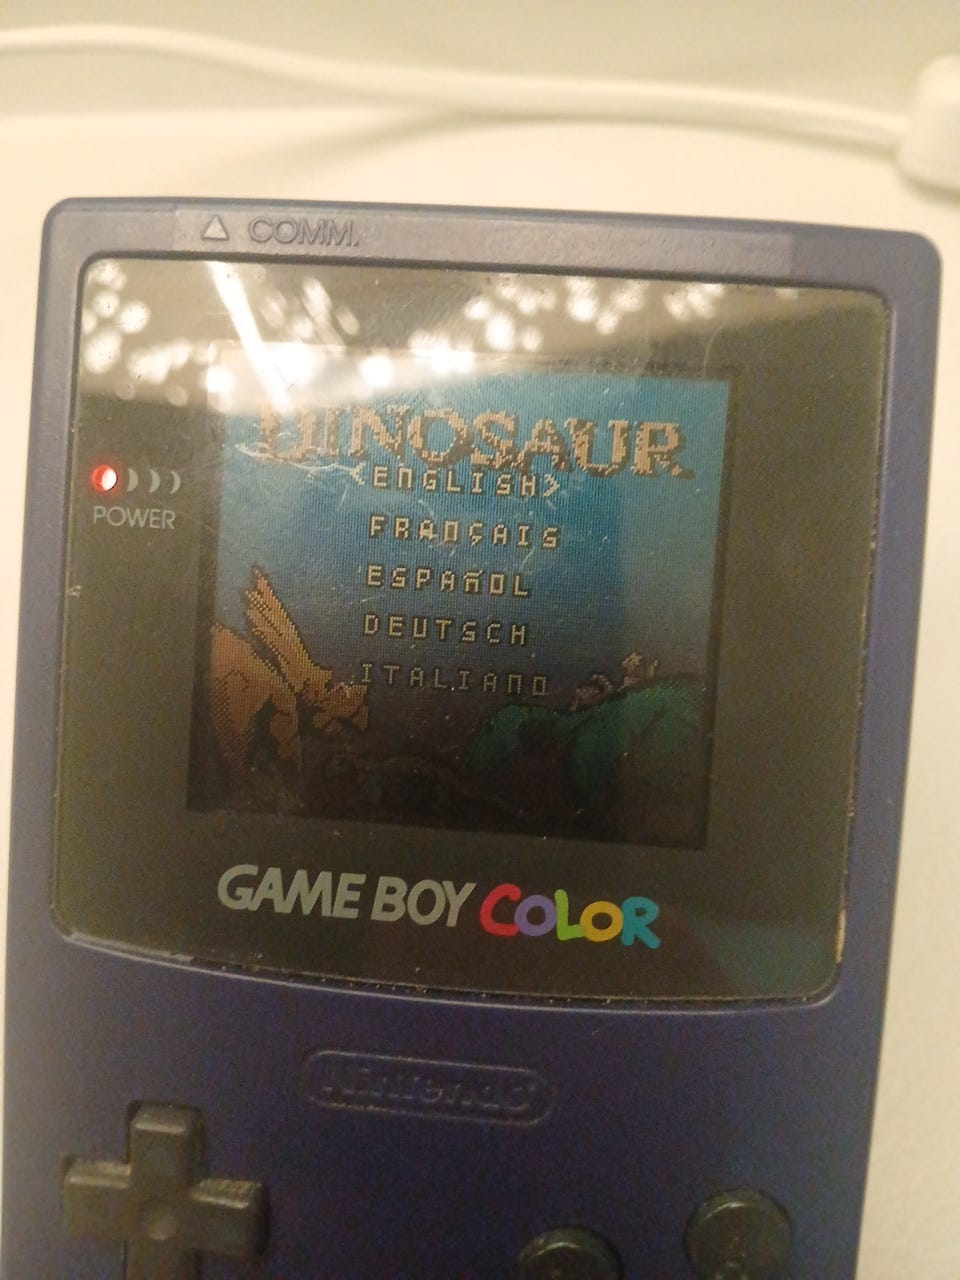 COMM.
DINOSAUR
<ENGLISH>
FRANÇAIS
ESPAÑOL
DEUTSCH
ITALIANO
POWER
GAME BOY COLOR
Nintendo